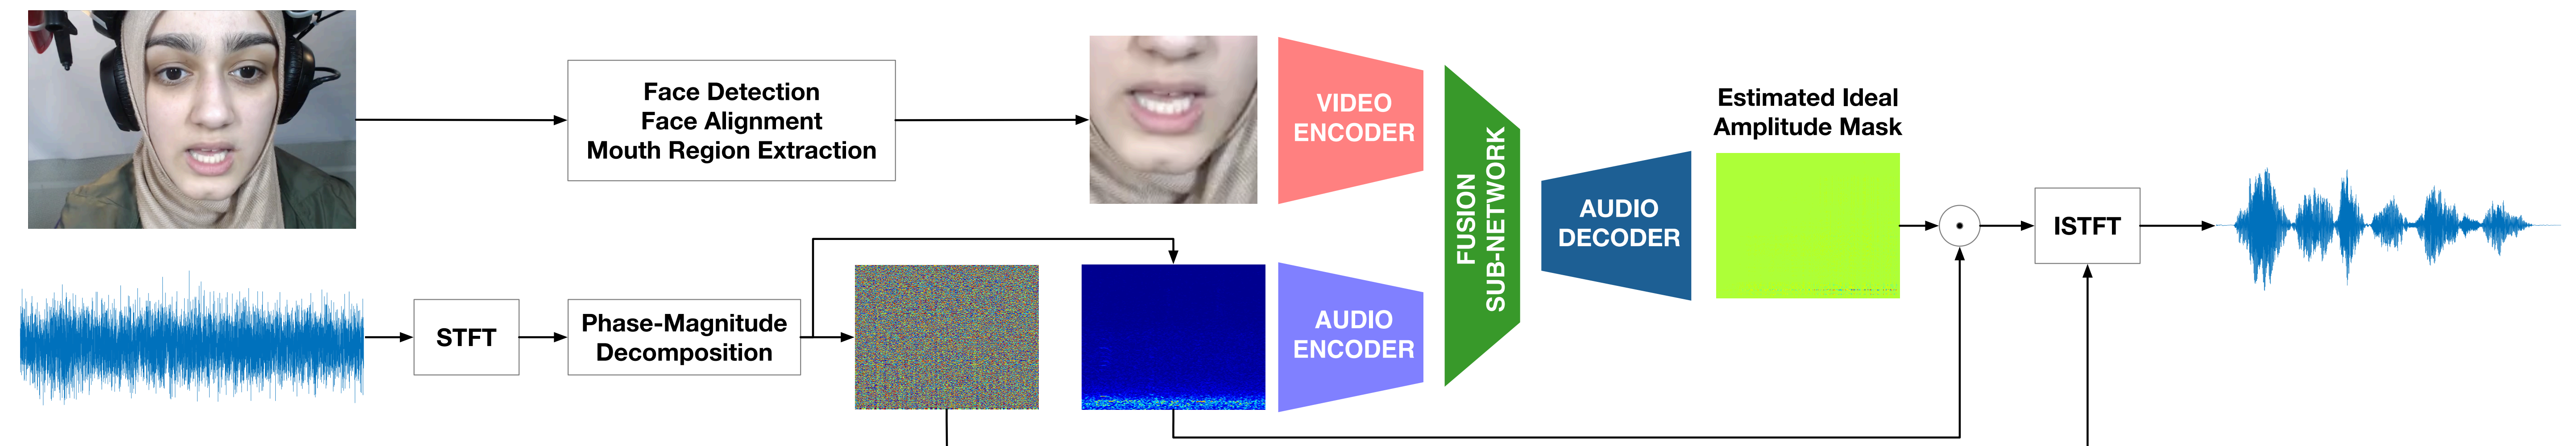 Face Detection
Face Alignment
Mouth Region Extraction
VIDEO
ENCODER
FUSION
SUB-NETWORK
AUDIO
DECODER
Estimated Ideal
Amplitude Mask
ISTFT
STFT
Phase-Magnitude
Decomposition
AUDIO
ENCODER